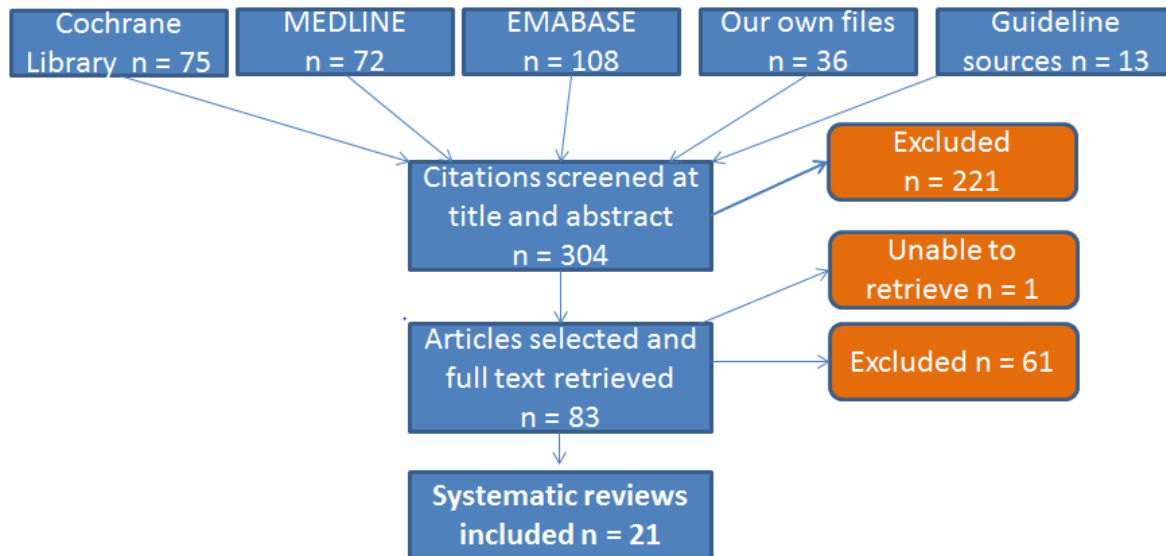 Cochrane
Library n = 75
MEDLINE
n = 72
EMABASE
n = 108
Our own files
n = 36
Guideline
sources n = 13
Citations screened at
title and abstract
n = 304
Excluded
n = 221
Unable to
retrieve n = 1
Articles selected and
full text retrieved
n = 83
Excluded n = 61
Systematic reviews
included n = 21